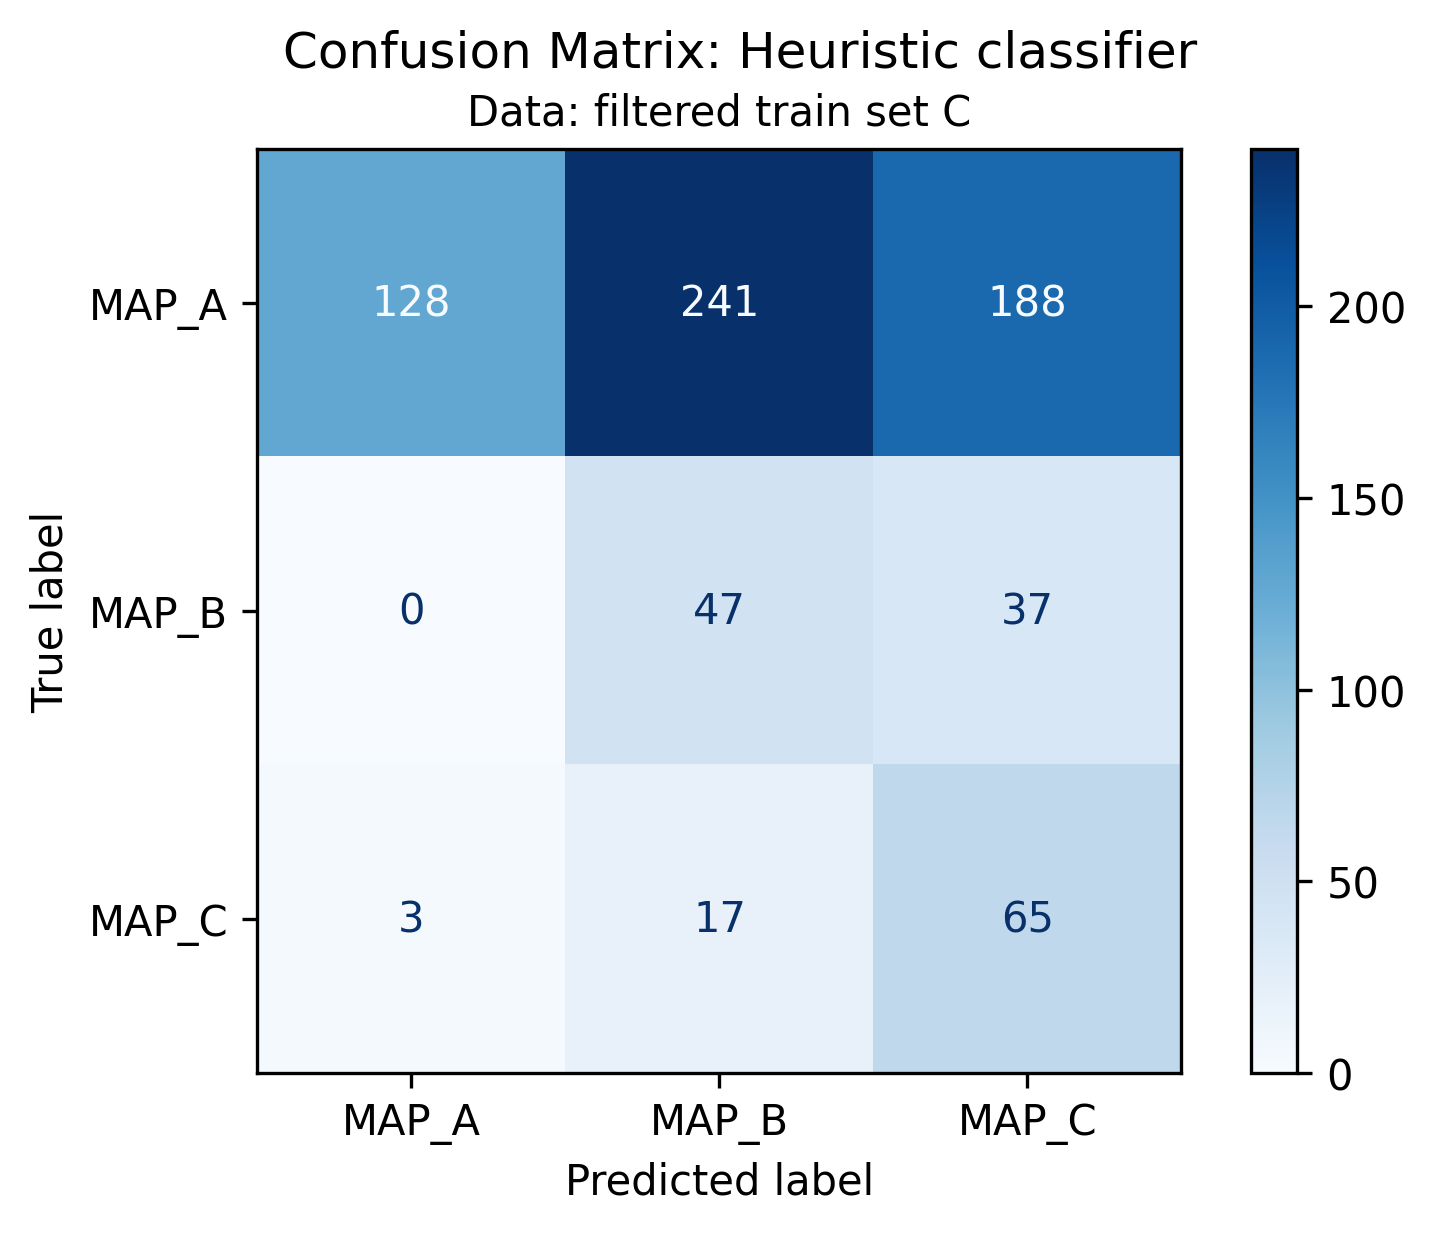 Confusion Matrix: Heuristic classifier
Data: filtered train set C
MAP_A 128 241 188
MAP_B 0 47 37
MAP_C 3 17 65
MAP_A MAP_B MAP_C
Predicted label
True label
200
150
100
50
0